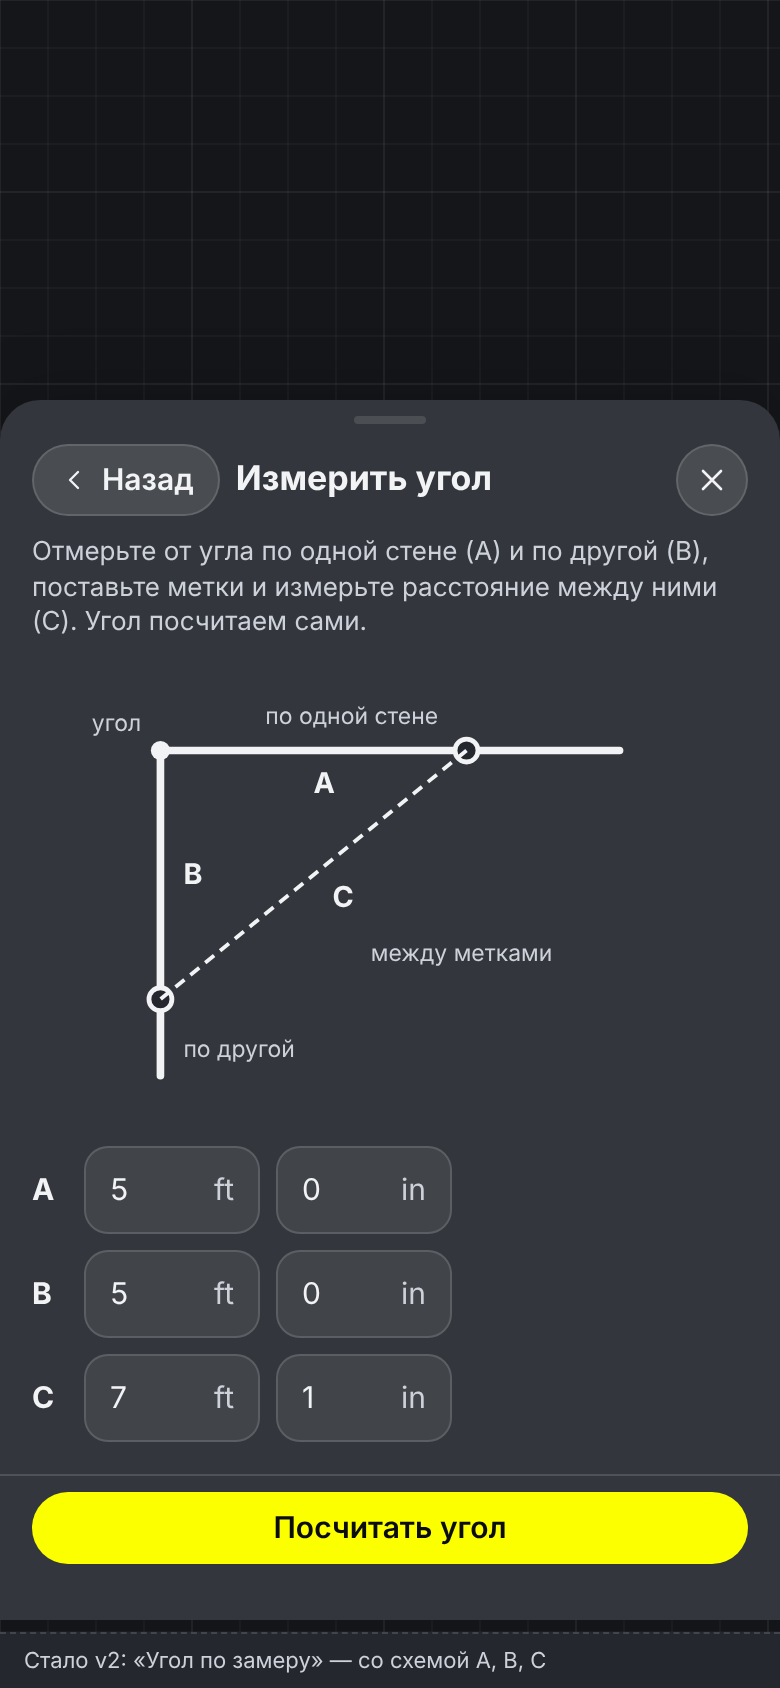 Назад
Измерить угол
Отмерьте от угла по одной стене (A) и по другой (B),
поставьте метки и измерьте расстояние между ними
(C). Угол посчитаем сами.
угол
по одной стене
A
B
C
между метками
по другой
A 5 ft 0 in
B 5 ft 0 in
C 7 ft 1 in
Посчитать угол
Стало v2: «Угол по замеру» — со схемой A, B, C